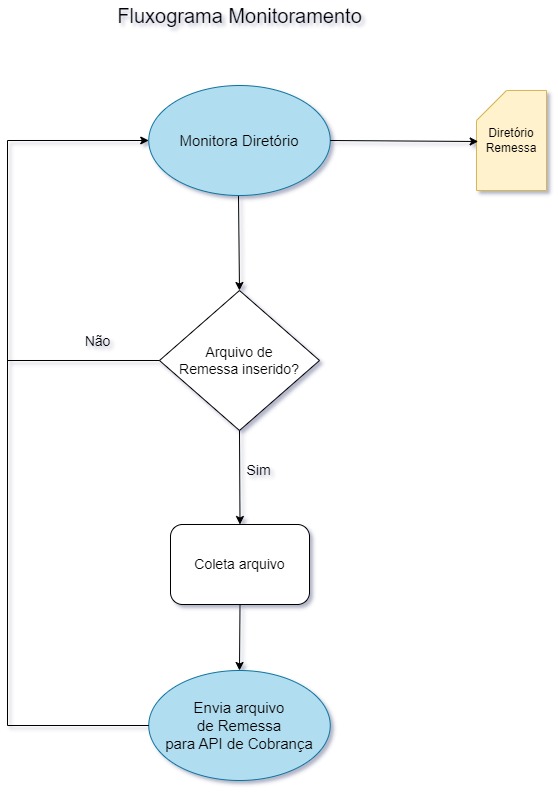 Fluxograma Monitoramento
Monitora Diretório
Diretório
Remessa
Não
Arquivo de
Remessa inserido?
Sim
Coleta arquivo
Envia arquivo
de Remessa
para API de Cobrança